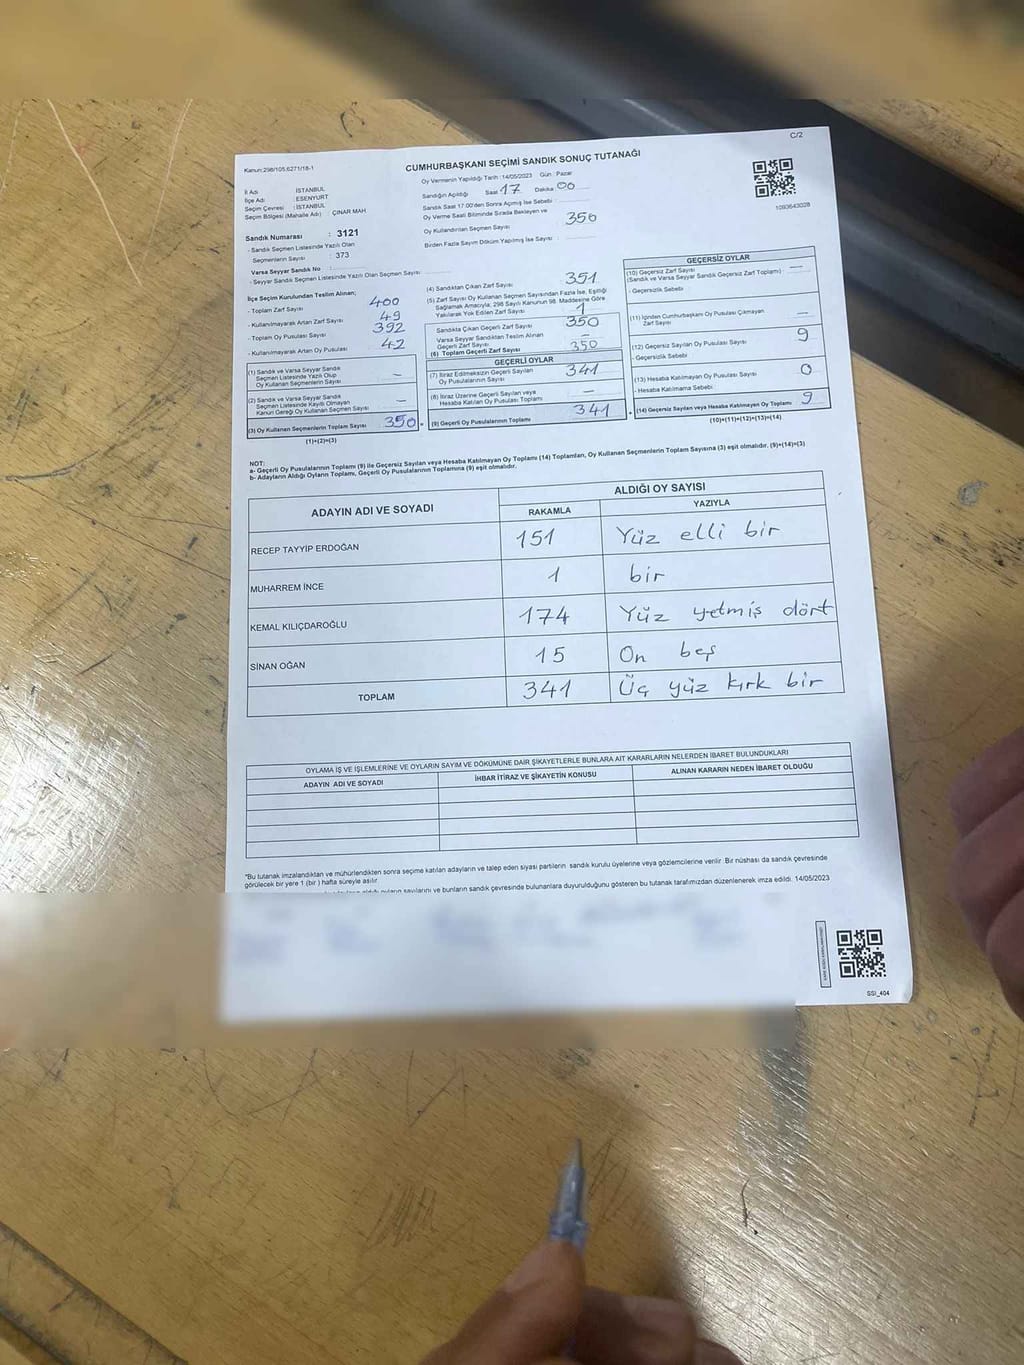 C/2
Kanun:298/105.6271/18-1
CUMHURBAŞKANI SEÇİMİ SANDIK SONUÇ TUTANAĞI
Oy Vermenin Yapıldığı Tarih : 14/05/2023 Gün : Pazar
İl Adı : İSTANBUL
İlçe Adı : ESENYURT
Seçim Çevresi : İSTANBUL
Seçim Bölgesi (Mahalle Adı) : ÇINAR MAH
Sandığın Açıldığı Saat 17 Dakika 00
Sandık Saat 17:00'den Sonra Açılmış İse Sebebi :
Oy Verme Saati Bitiminde Sırada Bekleyen ve
Oy Kullandırılan Seçmen Sayısı 350
Birden Fazla Sayım Döküm Yapılmış İse Sayısı :
1093643028
Sandık Numarası : 3121
- Sandık Seçmen Listesinde Yazılı Olan
Seçmenlerin Sayısı : 373
Varsa Seyyar Sandık No :
- Seyyar Sandık Seçmen Listesinde Yazılı Olan Seçmen Sayısı
İlçe Seçim Kurulundan Teslim Alınan;
- Toplam Zarf Sayısı 400
- Kullanılmayarak Artan Zarf Sayısı 49
- Toplam Oy Pusulası Sayısı 392
- Kullanılmayarak Artan Oy Pusulası 42
(1) Sandık ve Varsa Seyyar Sandık
Seçmen Listesinde Yazılı Olup
Oy Kullanan Seçmenlerin Sayısı –
(2) Sandık ve Varsa Seyyar Sandık
Seçmen Listesinde Kayıtlı Olmayan
Kanun Gereği Oy Kullanan Seçmen Sayısı –
(3) Oy Kullanan Seçmenlerin Toplam Sayısı 350
(1)+(2)=(3)
(4) Sandıktan Çıkan Zarf Sayısı 351
(5) Zarf Sayısı Oy Kullanan Seçmen Sayısından Fazla İse, Eşitliği
Sağlamak Amacıyla; 298 Sayılı Kanunun 98. Maddesine Göre
Yakılarak Yok Edilen Zarf Sayısı 1
Sandıkta Çıkan Geçerli Zarf Sayısı 350
Varsa Seyyar Sandıktan Teslim Alınan
Geçerli Zarf Sayısı –
(6) Toplam Geçerli Zarf Sayısı 350
GEÇERLİ OYLAR
(7) İtiraz Edilmeksizin Geçerli Sayılan
Oy Pusulalarının Sayısı 341
(8) İtiraz Üzerine Geçerli Sayılan veya
Hesaba Katılan Oy Pusulası Toplamı –
(9) Geçerli Oy Pusulalarının Toplamı 341
GEÇERSİZ OYLAR
(10) Geçersiz Zarf Sayısı –
(Sandık ve Varsa Seyyar Sandık Geçersiz Zarf Toplamı)
- Geçersizlik Sebebi
(11) İçinden Cumhurbaşkanı Oy Pusulası Çıkmayan
Zarf Sayısı –
(12) Geçersiz Sayılan Oy Pusulası Sayısı 9
- Geçersizlik Sebebi
(13) Hesaba Katılmayan Oy Pusulası Sayısı 0
- Hesaba Katılmama Sebebi
(14) Geçersiz Sayılan veya Hesaba Katılmayan Oy Toplamı 9
(10)+(11)+(12)+(13)=(14)
NOT:
a- Geçerli Oy Pusulalarının Toplamı (9) ile Geçersiz Sayılan veya Hesaba Katılmayan Oy Toplamı (14) Toplamları, Oy Kullanan Seçmenlerin Toplam Sayısına (3) eşit olmalıdır. (9)+(14)=(3)
b- Adayların Aldığı Oyların Toplamı, Geçerli Oy Pusulalarının Toplamına (9) eşit olmalıdır.
ADAYIN ADI VE SOYADI ALDIĞI OY SAYISI
RAKAMLA YAZIYLA
RECEP TAYYİP ERDOĞAN 151 Yüz elli bir
MUHARREM İNCE 1 bir
KEMAL KILIÇDAROĞLU 174 Yüz yetmiş dört
SİNAN OĞAN 15 On beş
TOPLAM 341 Üç yüz kırk bir
OYLAMA İŞ VE İŞLEMLERİNE VE OYLARIN SAYIM VE DÖKÜMÜNE DAİR ŞİKAYETLERLE BUNLARA AİT KARARLARIN NELERDEN İBARET BULUNDUKLARI
ADAYIN ADI VE SOYADI İHBAR İTİRAZ VE ŞİKAYETİN KONUSU ALINAN KARARIN NEDEN İBARET OLDUĞU
*Bu tutanak imzalandıktan ve mühürlendikten sonra seçime katılan adayların ve talep eden siyasi partilerin sandık kurulu üyelerine veya gözlemcilerine verilir. Bir nüshası da sandık çevresinde
görülecek bir yere 1 (bir) hafta süreyle asılır.
aldığı oyların sayılarını ve bunların sandık çevresinde bulunanlara duyurulduğunu gösteren bu tutanak tarafımızdan düzenlenerek imza edildi. 14/05/2023
SSI_404